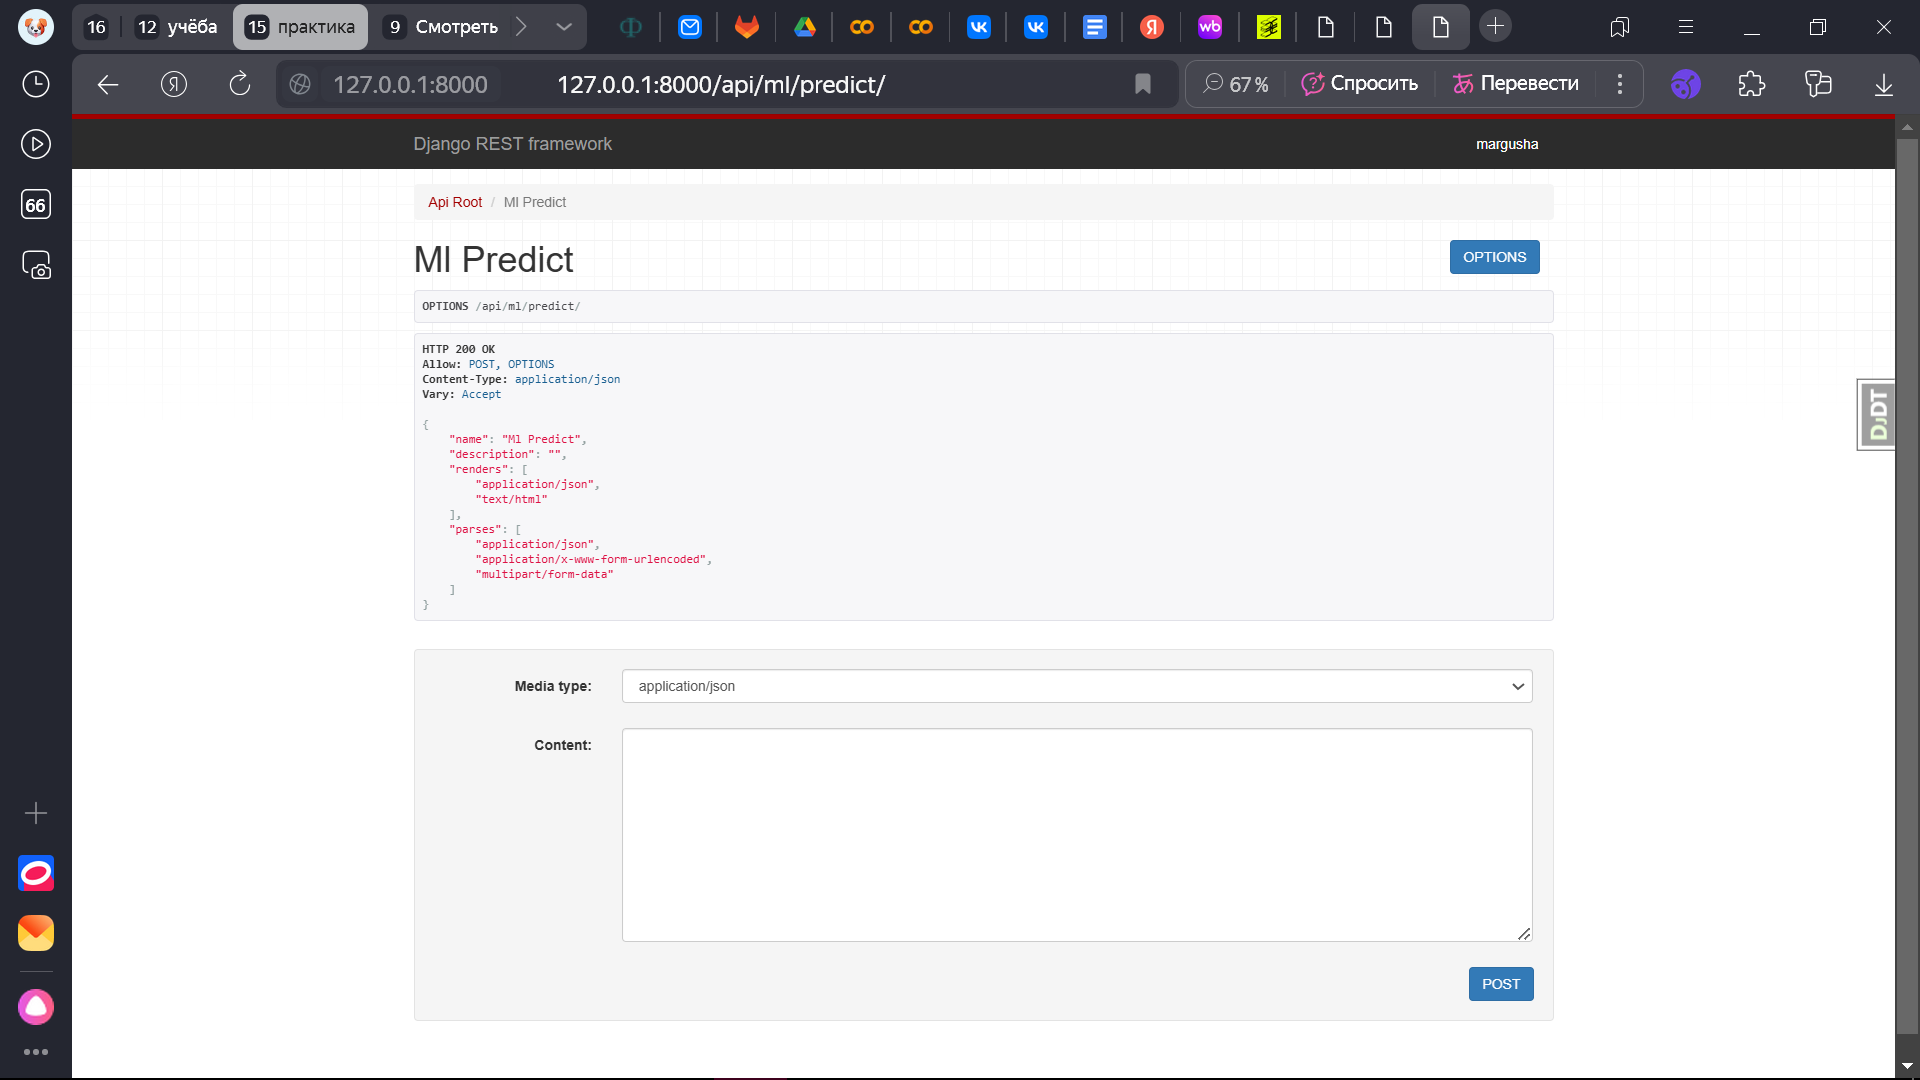 16
12 учёба
15 практика
9 Смотреть
wb
Я
127.0.0.1:8000
127.0.0.1:8000/api/ml/predict/
67 %
Спросить
Перевести
66
Django REST framework
margusha
Api Root / Ml Predict
Ml Predict
OPTIONS
OPTIONS /api/ml/predict/
HTTP 200 OK
Allow: POST, OPTIONS
Content-Type: application/json
Vary: Accept
{
"name": "Ml Predict",
"description": "",
"renders": [
"application/json",
"text/html"
],
"parses": [
"application/json",
"application/x-www-form-urlencoded",
"multipart/form-data"
]
}
DJDT
Media type:
application/json
Content:
POST